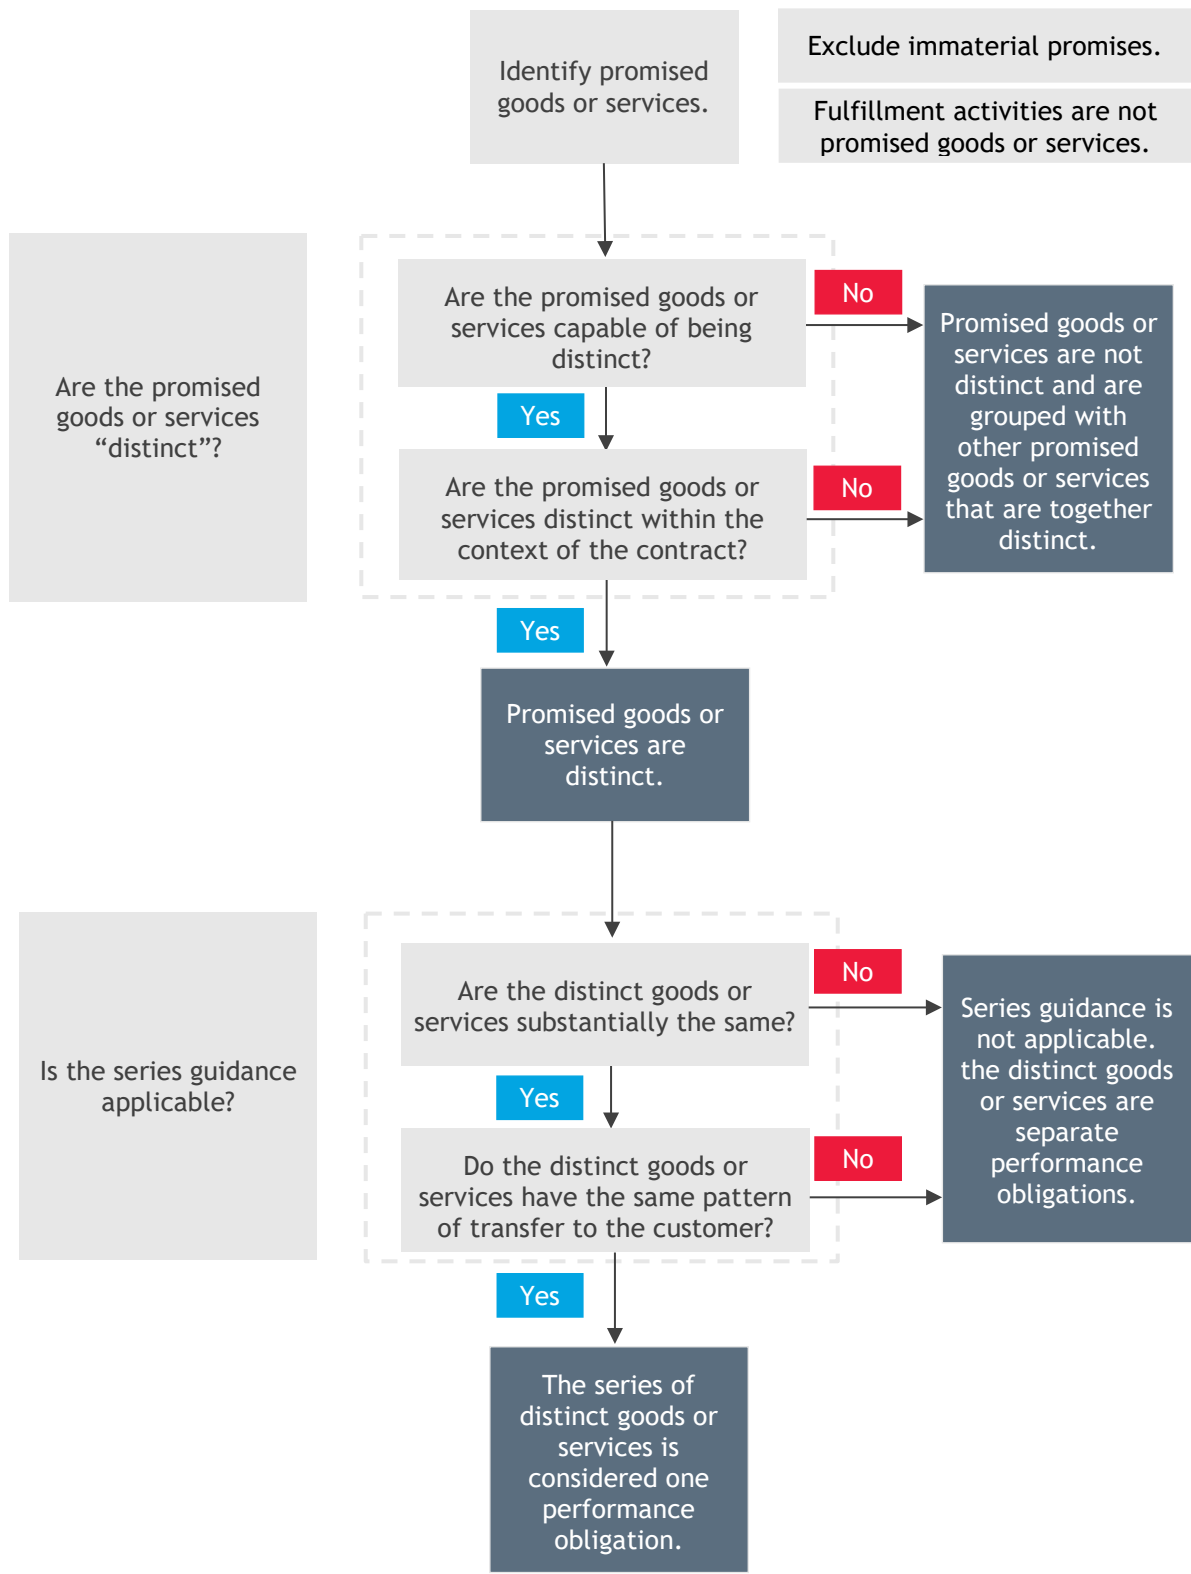 Identify promised
goods or services.
Exclude immaterial promises.
Fulfillment activities are not
promised goods or services.
Are the promised
goods or services
“distinct”?
Are the promised goods or
services capable of being
distinct?
No
Promised goods or
services are not
distinct and are
grouped with
other promised
goods or services
that are together
distinct.
Yes
Are the promised goods or
services distinct within the
context of the contract?
No
Yes
Promised goods or
services are
distinct.
Is the series guidance
applicable?
Are the distinct goods or
services substantially the same?
No
Series guidance is
not applicable.
the distinct goods
or services are
separate
performance
obligations.
Yes
Do the distinct goods or
services have the same pattern
of transfer to the customer?
No
Yes
The series of
distinct goods or
services is
considered one
performance
obligation.